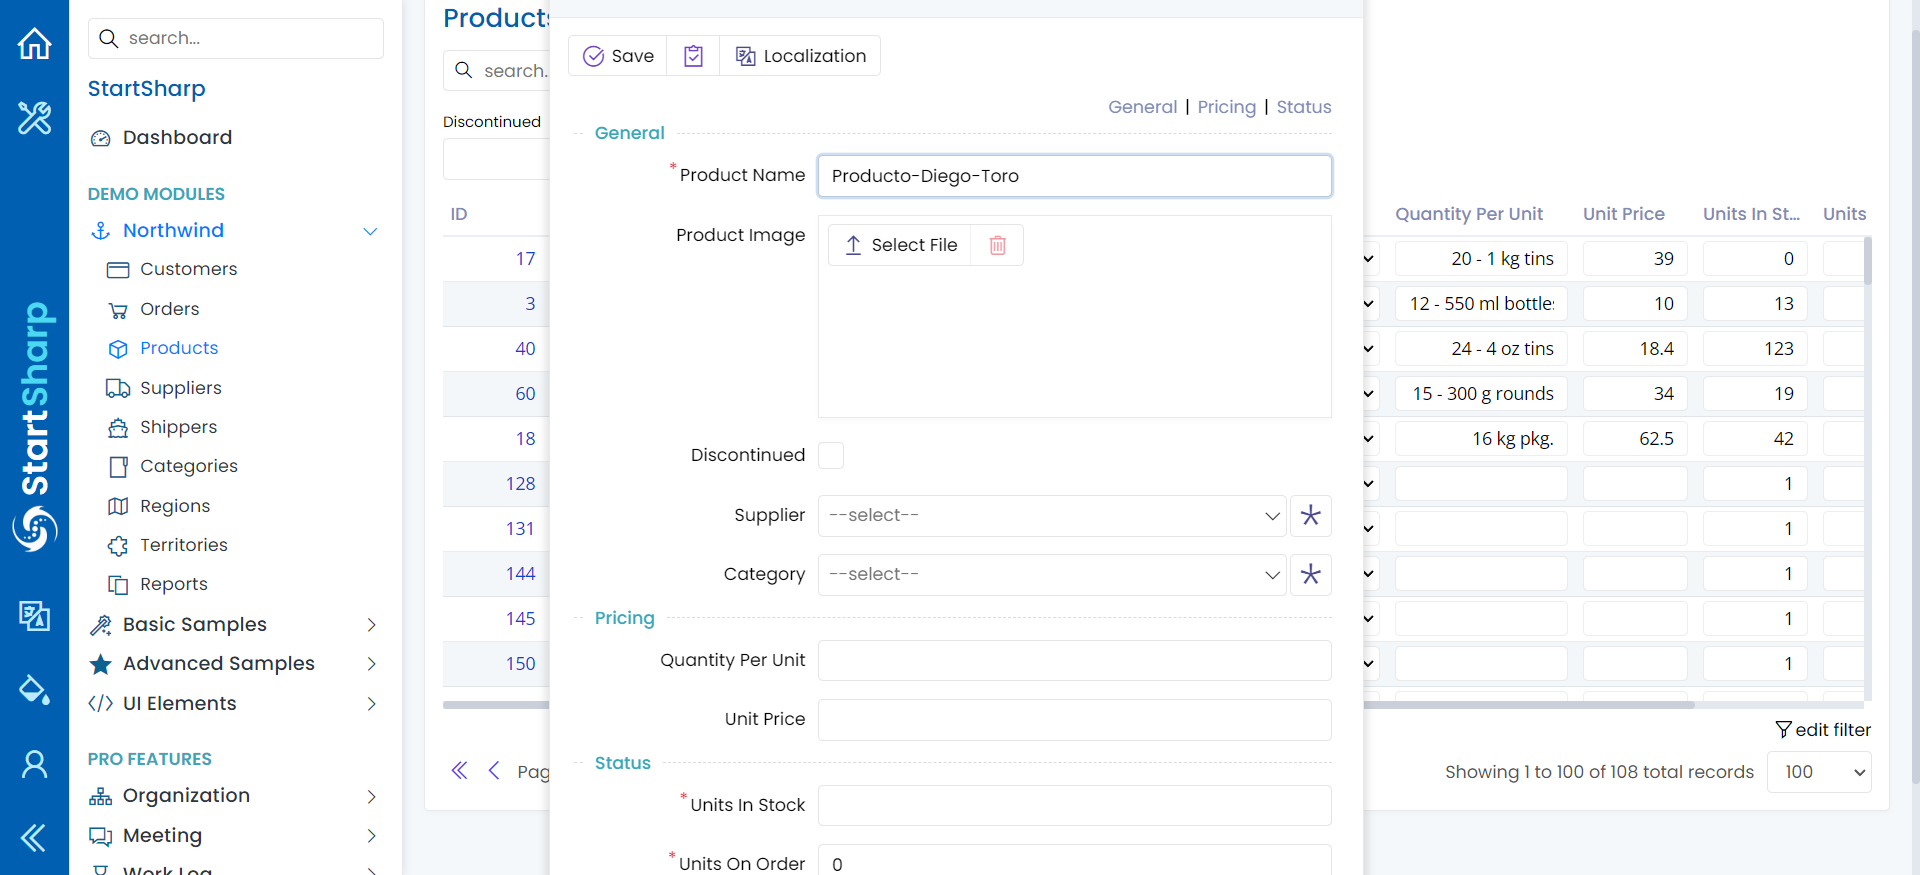 StartSharp
search...
StartSharp
Dashboard
DEMO MODULES
Northwind
Customers
Orders
Products
Suppliers
Shippers
Categories
Regions
Territories
Reports
Basic Samples
Advanced Samples
UI Elements
PRO FEATURES
Organization
Meeting
Work Log
Products
search.
Discontinued
ID
17
3
40
60
18
128
131
144
145
150
Pag
Save
Localization
General | Pricing | Status
General
* Product Name Producto-Diego-Toro
Product Image Select File
Discontinued
Supplier --select--
Category --select--
Pricing
Quantity Per Unit
Unit Price
Status
* Units In Stock
* Units On Order 0
Quantity Per Unit Unit Price Units In St... Units
20 - 1 kg tins 39 0
12 - 550 ml bottles 10 13
24 - 4 oz tins 18.4 123
15 - 300 g rounds 34 19
16 kg pkg. 62.5 42
1
1
1
1
1
edit filter
Showing 1 to 100 of 108 total records 100